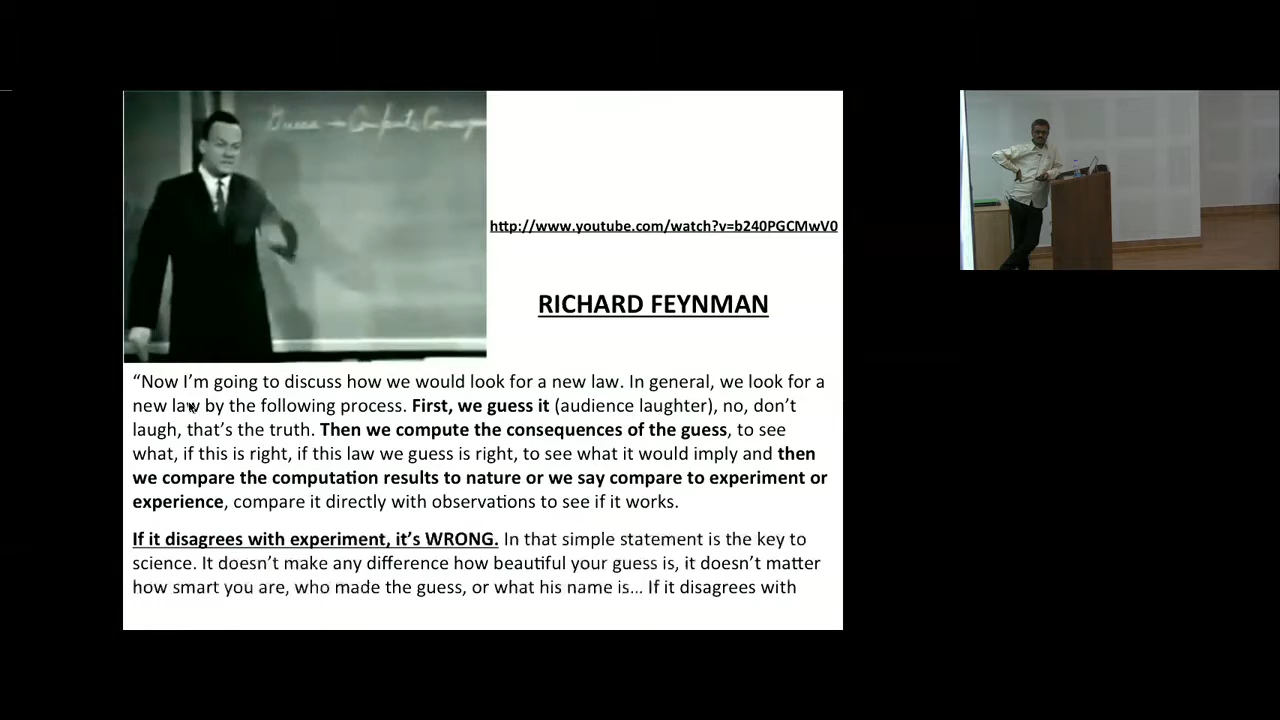 Guess → Compute Conseq
http://www.youtube.com/watch?v=b240PGCMwV0
RICHARD FEYNMAN
“Now I’m going to discuss how we would look for a new law. In general, we look for a
new law by the following process. First, we guess it (audience laughter), no, don’t
laugh, that’s the truth. Then we compute the consequences of the guess, to see
what, if this is right, if this law we guess is right, to see what it would imply and then
we compare the computation results to nature or we say compare to experiment or
experience, compare it directly with observations to see if it works.
If it disagrees with experiment, it’s WRONG. In that simple statement is the key to
science. It doesn’t make any difference how beautiful your guess is, it doesn’t matter
how smart you are, who made the guess, or what his name is... If it disagrees with